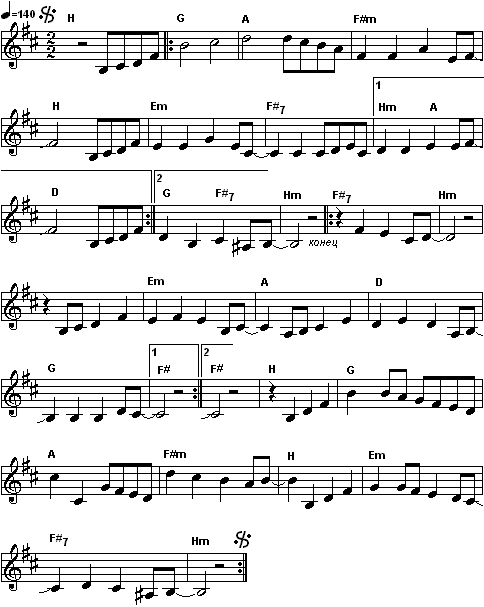 =140 H G A F#m
2 2
1
H Em F#7 Hm A
2
D G F#7 Hm F#7 Hm
конец
Em A D
1 2
G F# F# H G
A F#m H Em
F#7 Hm